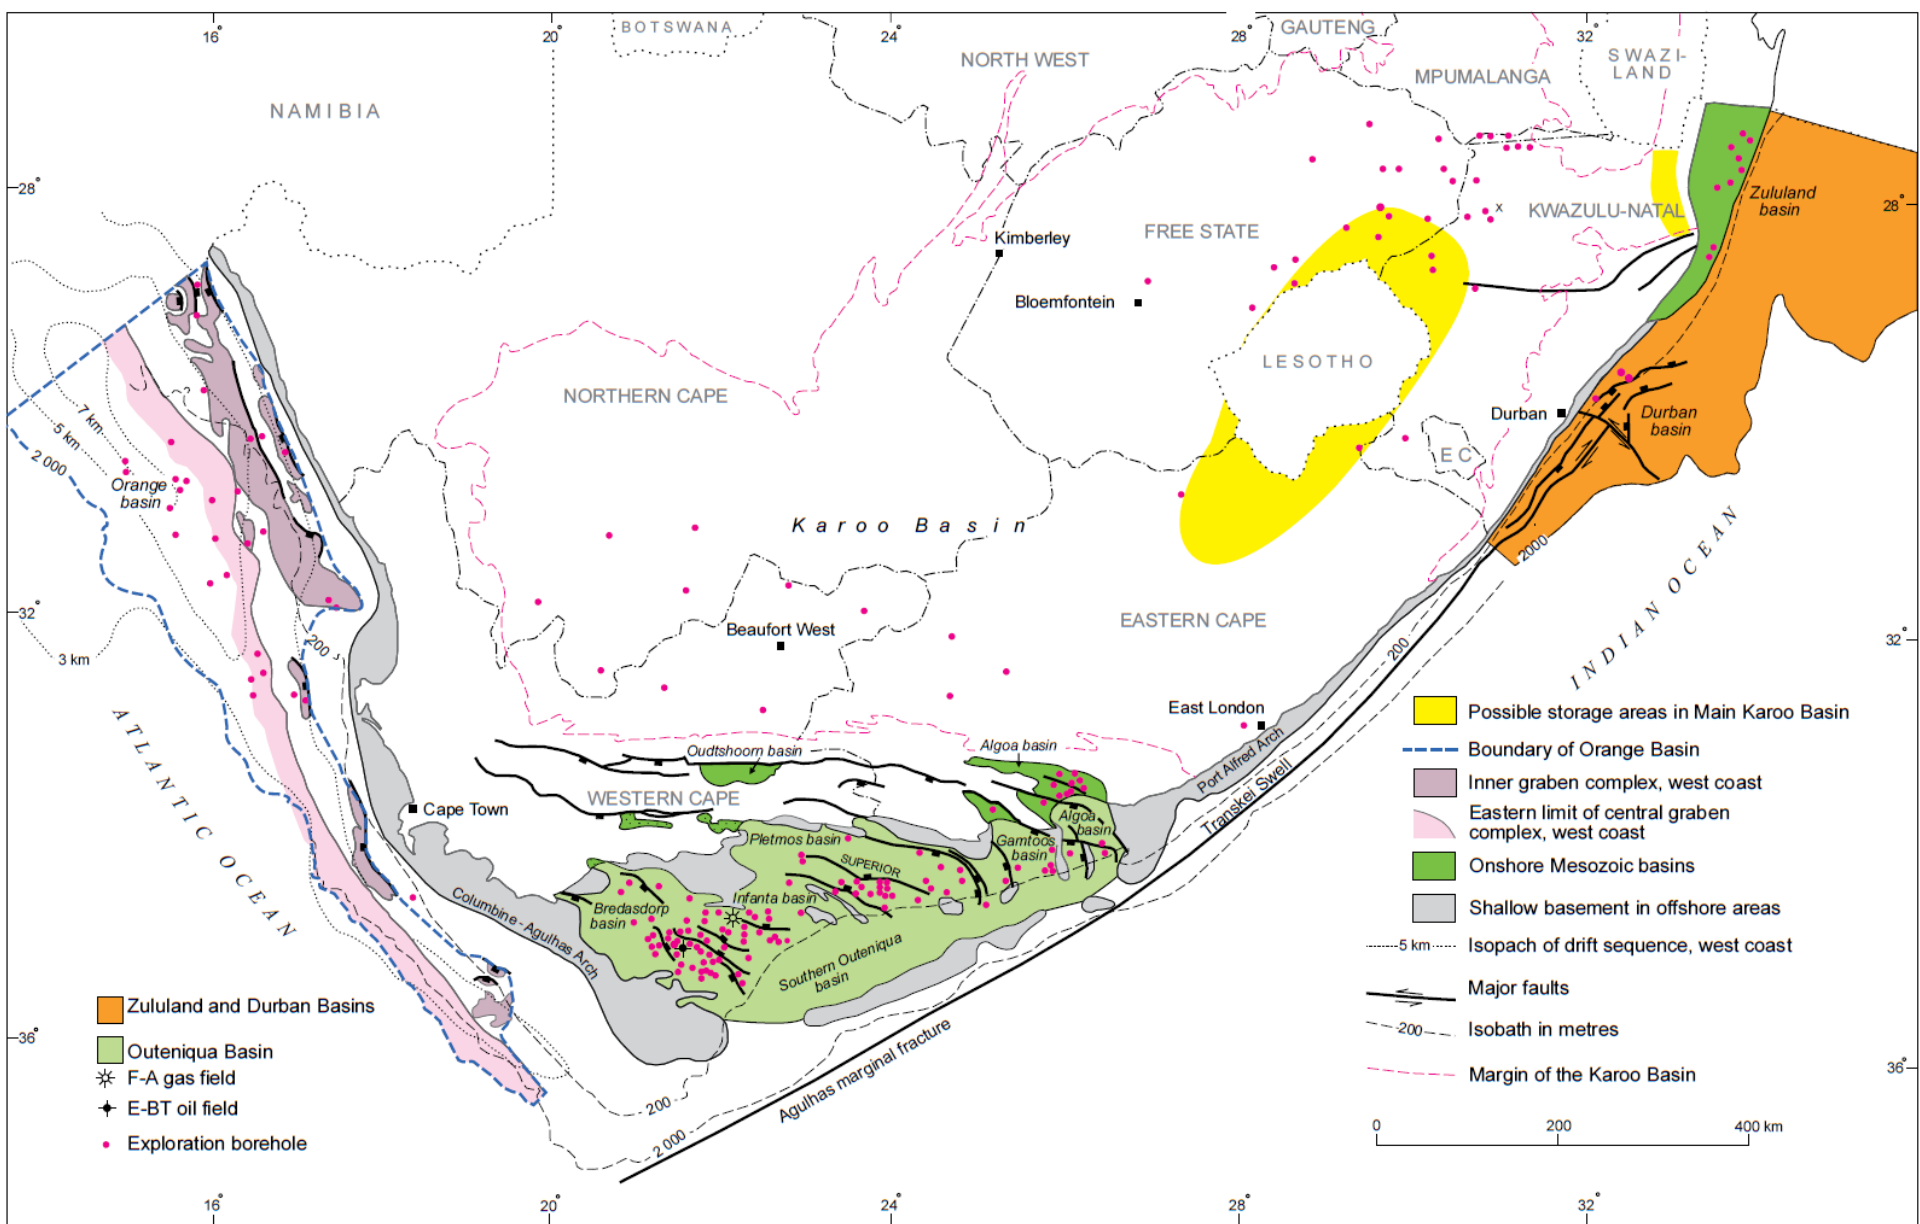 16°
20°
24°
28°
32°
BOTSWANA
GAUTENG
NORTH WEST
MPUMALANGA
SWAZI-
LAND
NAMIBIA
28°
28°
Zululand
basin
KWAZULU-NATAL
x
FREE STATE
Kimberley
Bloemfontein
LESOTHO
NORTHERN CAPE
Durban
Durban
basin
E C
7 km
5 km
2 000
Orange
basin
Karoo Basin
2000
INDIAN OCEAN
32°
32°
EASTERN CAPE
Beaufort West
200
3 km
200
ATLANTIC OCEAN
East London
Port Alfred Arch
Transkei Swell
Oudtshoorn basin
Algoa basin
WESTERN CAPE
Cape Town
Pletmos basin
SUPERIOR
Gamtoos
basin
Algoa
basin
Infanta basin
Bredasdorp
basin
Columbine - Agulhas Arch
Southern Outeniqua
basin
Agulhas marginal fracture
200
2 000
36°
36°
Possible storage areas in Main Karoo Basin
Boundary of Orange Basin
Inner graben complex, west coast
Eastern limit of central graben
complex, west coast
Onshore Mesozoic basins
Shallow basement in offshore areas
5 km
Isopach of drift sequence, west coast
Major faults
200
Isobath in metres
Margin of the Karoo Basin
0
200
400 km
Zululand and Durban Basins
Outeniqua Basin
F-A gas field
E-BT oil field
Exploration borehole
16°
20°
24°
28°
32°